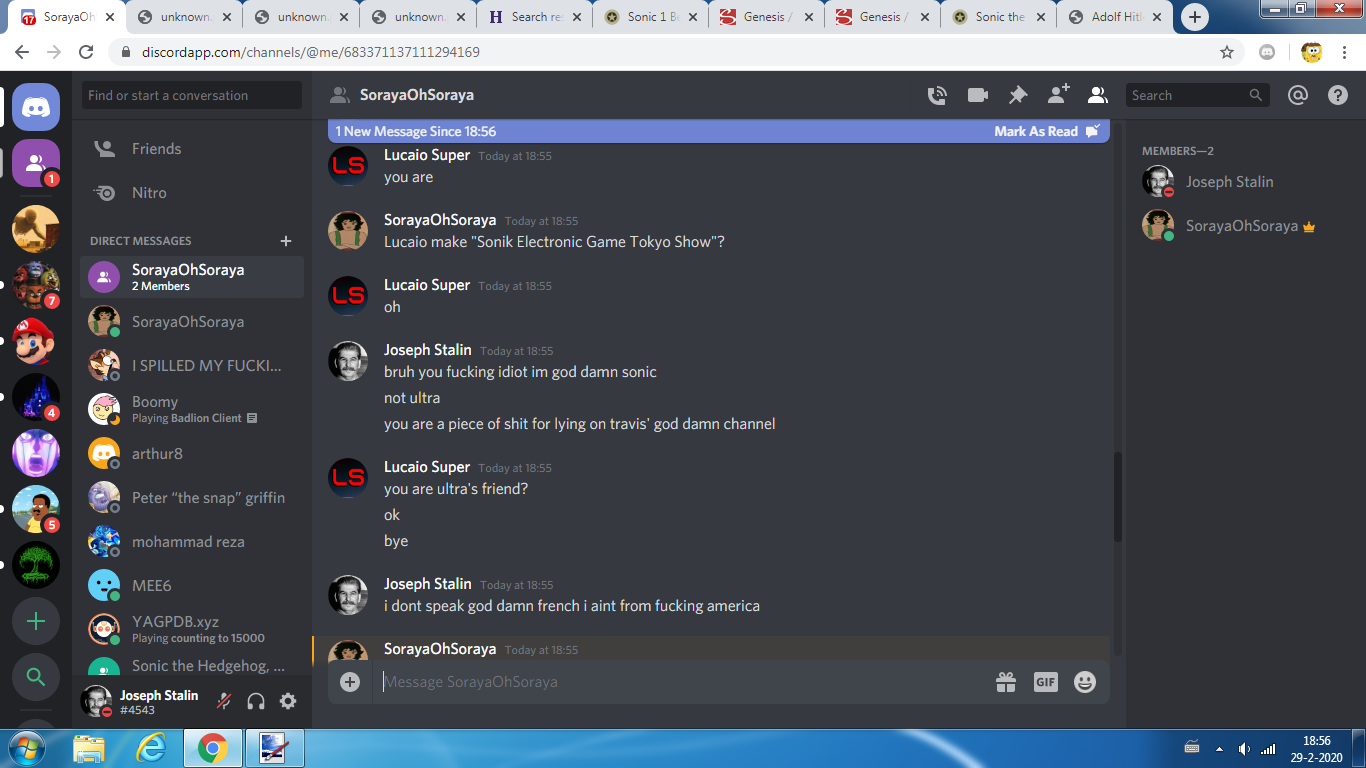 17
SorayaOh
unknown.
unknown.
unknown.
H
Search res
Sonic 1 B
Genesis /
Genesis /
Sonic the
Adolf Hitl
discordapp.com/channels/@me/683371137111294169
Find or start a conversation
SorayaOhSoraya
Search
Friends
Nitro
DIRECT MESSAGES
SorayaOhSoraya
2 Members
SorayaOhSoraya
I SPILLED MY FUCKI...
Boomy
Playing Badlion Client
arthur8
Peter “the snap” griffin
mohammad reza
MEE6
YAGPDB.xyz
Playing counting to 15000
Sonic the Hedgehog, ...
1
7
4
5
Joseph Stalin
#4543
1 New Message Since 18:56
Mark As Read
LS
Lucaio Super Today at 18:55
you are
SorayaOhSoraya Today at 18:55
Lucaio make "Sonik Electronic Game Tokyo Show"?
LS
Lucaio Super Today at 18:55
oh
Joseph Stalin Today at 18:55
bruh you fucking idiot im god damn sonic
not ultra
you are a piece of shit for lying on travis' god damn channel
LS
Lucaio Super Today at 18:55
you are ultra's friend?
ok
bye
Joseph Stalin Today at 18:55
i dont speak god damn french i aint from fucking america
SorayaOhSoraya Today at 18:55
Message SorayaOhSoraya
GIF
MEMBERS—2
Joseph Stalin
SorayaOhSoraya
18:56
29-2-2020